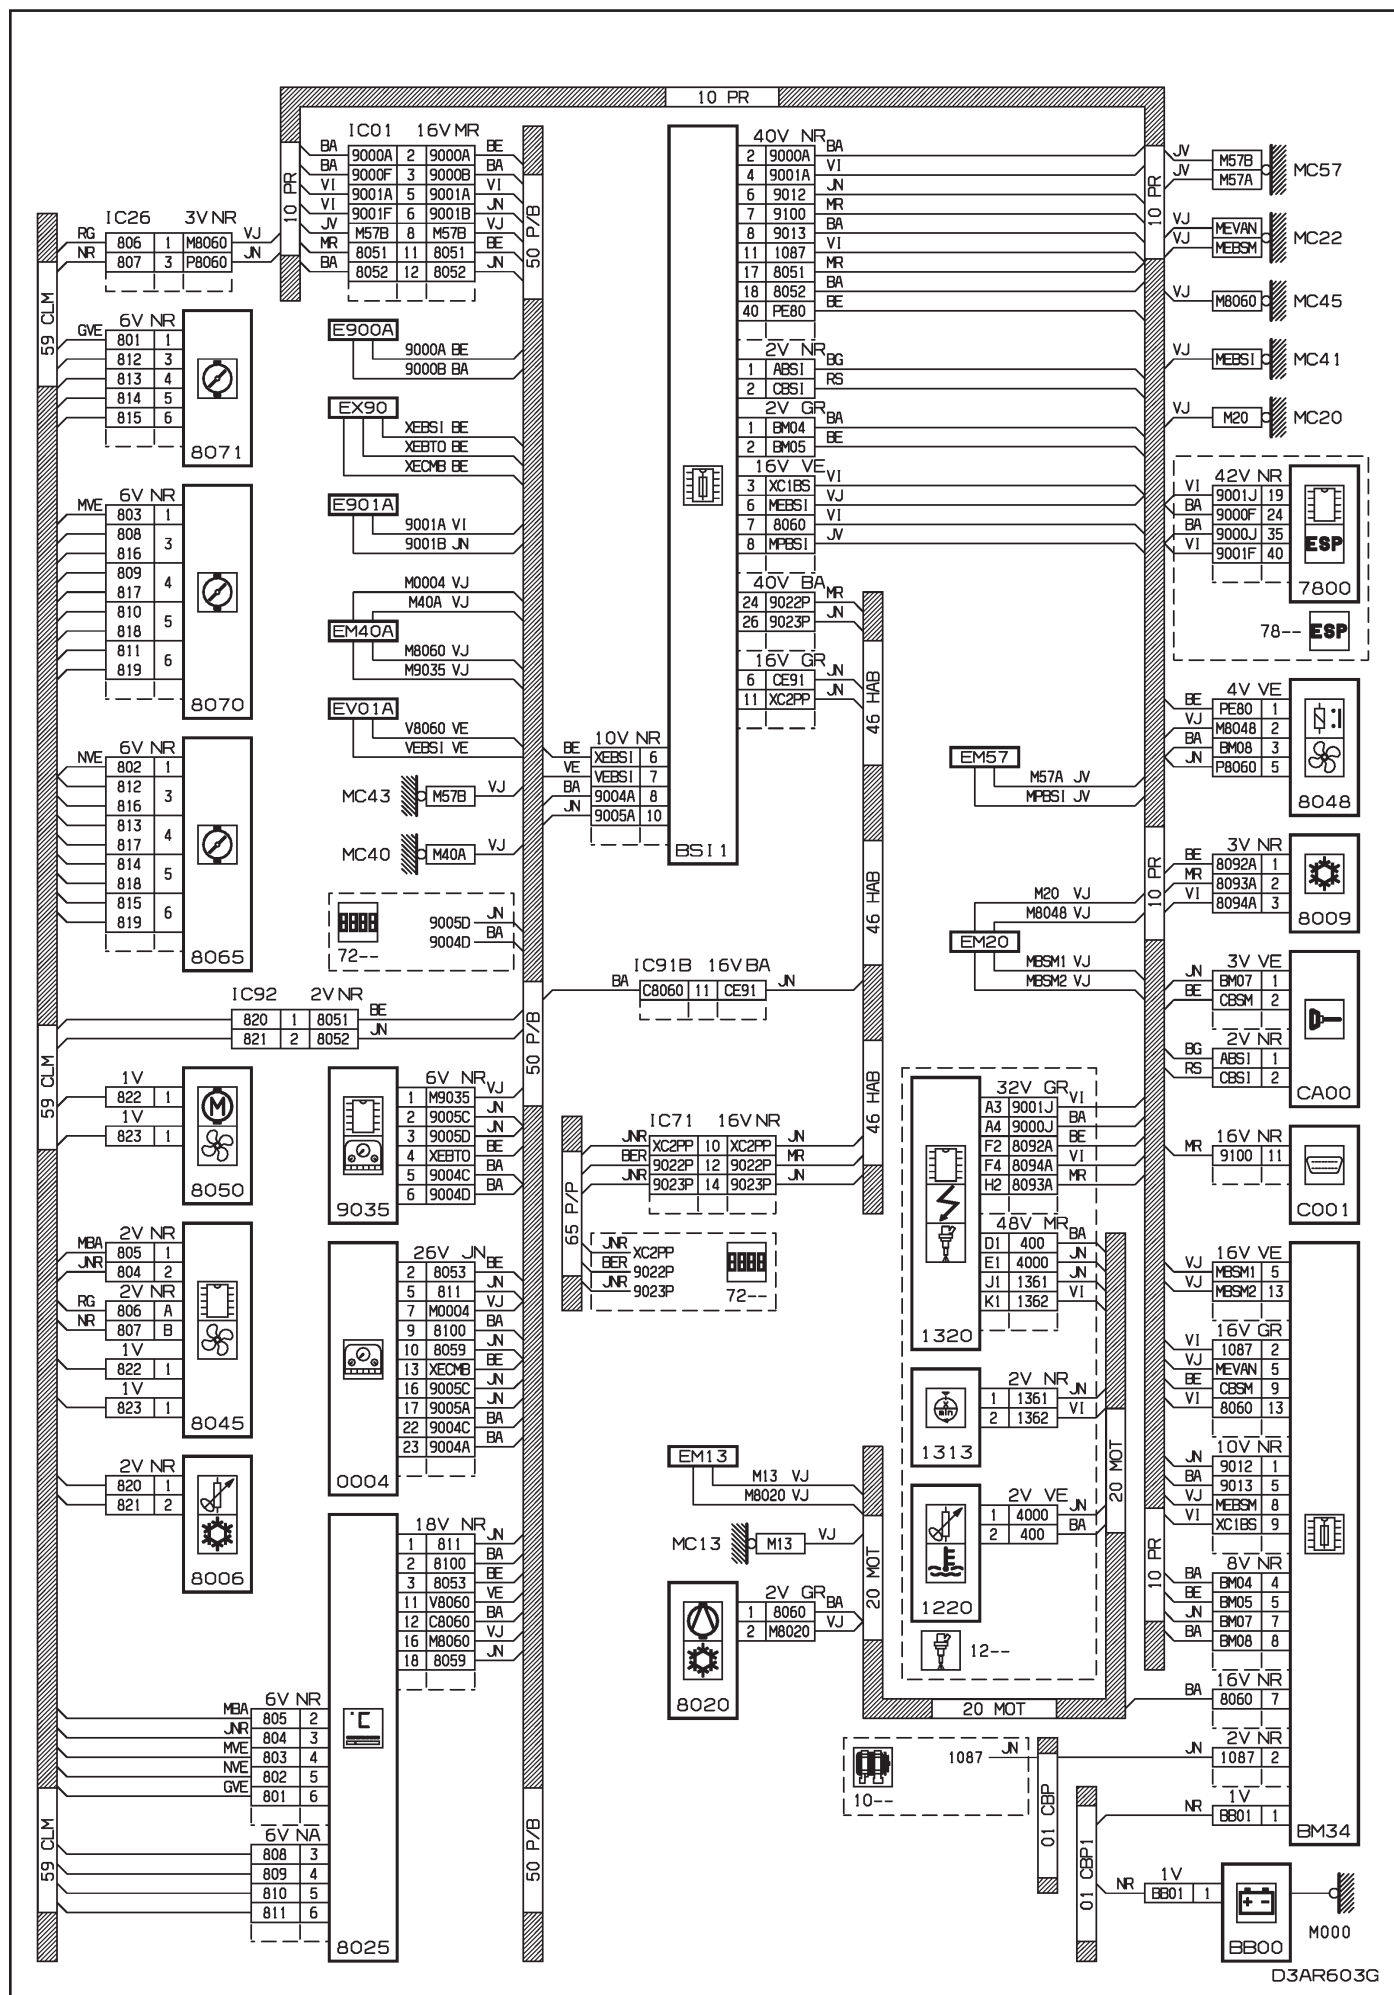 10 PR
IC01 16V MR
BA 9000A 2 9000A BE
BA 9000F 3 9000B BA
VI 9001A 5 9001A VI
VI 9001F 6 9001B JN
JV M57B 8 M57B VJ
MR 8051 11 8051 BE
BA 8052 12 8052 JN
10 PR
50 P/B
IC26 3V NR
RG 806 1 M8060 VJ
NR 807 3 P8060 JN
59 CLM
6V NR
GVE 801 1
812 3
813 4
814 5
815 6
8071
6V NR
MVE 803 1
808
816 3
809
817 4
810
818 5
811
819 6
8070
6V NR
NVE 802 1
812
816 3
813
817 4
814
818 5
815
819 6
8065
E900A
9000A BE
9000B BA
EX90
XEBSI BE
XEBTO BE
XECMB BE
E901A
9001A VI
9001B JN
M0004 VJ
M40A VJ
EM40A
M8060 VJ
M9035 VJ
EV01A
V8060 VE
VEBSI VE
MC43 M57B VJ
MC40 M40A VJ
9005D JN
9004D BA
72--
IC92 2V NR
820 1 8051 BE
821 2 8052 JN
59 CLM
50 P/B
1V
822 1
1V
823 1
8050
2V NR
MBA 805 1
JNR 804 2
2V NR
RG 806 A
NR 807 B
1V
822 1
1V
823 1
8045
2V NR
820 1
821 2
8006
6V NR
1 M9035 VJ
2 9005C JN
3 9005D JN
4 XEBTO BE
5 9004C BA
6 9004D BA
9035
26V JN
2 8053 BE
5 811 JN
7 M0004 VJ
9 8100 BA
10 8059 JN
13 XECMB BE
16 9005C JN
17 9005A JN
22 9004C BA
23 9004A BA
0004
18V NR
1 811 JN
2 8100 BA
3 8053 BE
11 V8060 VE
12 C8060 BA
16 M8060 VJ
18 8059 JN
6V NR
MBA 805 2
JNR 804 3
MVE 803 4
NVE 802 5
GVE 801 6
6V NA
808 3
809 4
810 5
811 6
°C
8025
59 CLM
50 P/B
40V NR
2 9000A BA
4 9001A VI
6 9012 JN
7 9100 MR
8 9013 BA
11 1087 VI
17 8051 MR
18 8052 BA
40 PE80 BE
2V NR
1 ABSI BG
2 CBSI RS
2V GR
1 BM04 BA
2 BM05 BE
16V VE
3 XC1BS VI
6 MEBSI VJ
7 8060 VI
8 MPBSI JV
40V BA
24 9022P MR
26 9023P JN
16V GR
6 CE91 JN
11 XC2PP JN
10V NR
BE XEBSI 6
VE VEBSI 7
BA 9004A 8
JN 9005A 10
BSI1
46 HAB
46 HAB
46 HAB
IC91B 16V BA
BA C8060 11 CE91 JN
IC71 16V NR
JNR XC2PP 10 XC2PP JN
BER 9022P 12 9022P MR
JNR 9023P 14 9023P JN
65 P/P
JNR XC2PP
BER 9022P
JNR 9023P
72--
EM57
M57A JV
MPBSI JV
M20 VJ
M8048 VJ
EM20
MBSM1 VJ
MBSM2 VJ
32V GR
A3 9001J VI
A4 9000J BA
F2 8092A BE
F4 8094A VI
H2 8093A MR
48V MR
D1 400 BA
E1 4000 JN
J1 1361 JN
K1 1362 VI
1320
2V NR
1 1361 JN
2 1362 VI
x
min
1313
2V VE
1 4000 JN
2 400 BA
1220
12--
20 MOT
20 MOT
20 MOT
EM13
M13 VJ
M8020 VJ
MC13 M13 VJ
2V GR
1 8060 BA
2 M8020 VJ
8020
1087 JN
10--
01 CBP
01 CBP1
10 PR
10 PR
10 PR
JV M57B
JV M57A
MC57
VJ MEVAN
VJ MEBSM
MC22
VJ M8060 MC45
VJ MEBSI MC41
VJ M20 MC20
42V NR
VI 9001J 19
BA 9000F 24
BA 9000J 35
VI 9001F 40
ESP
7800
78-- ESP
4V VE
BE PE80 1
VJ M8048 2
BA BM08 3
JN P8060 5
8048
3V NR
BE 8092A 1
MR 8093A 2
VI 8094A 3
8009
3V VE
JN BM07 1
BE CBSM 2
2V NR
BG ABSI 1
RS CBSI 2
CA00
16V NR
MR 9100 11
C001
16V VE
VJ MBSM1 5
VJ MBSM2 13
16V GR
VI 1087 2
VJ MEVAN 5
BE CBSM 9
VI 8060 13
10V NR
JN 9012 1
BA 9013 5
VJ MEBSM 8
VI XC1BS 9
8V NR
BA BM04 4
BE BM05 5
JN BM07 7
BA BM08 8
16V NR
BA 8060 7
2V NR
JN 1087 2
1V
NR BB01 1
BM34
1V
NR BB01 1
+ -
BB00
M000
D3AR603G